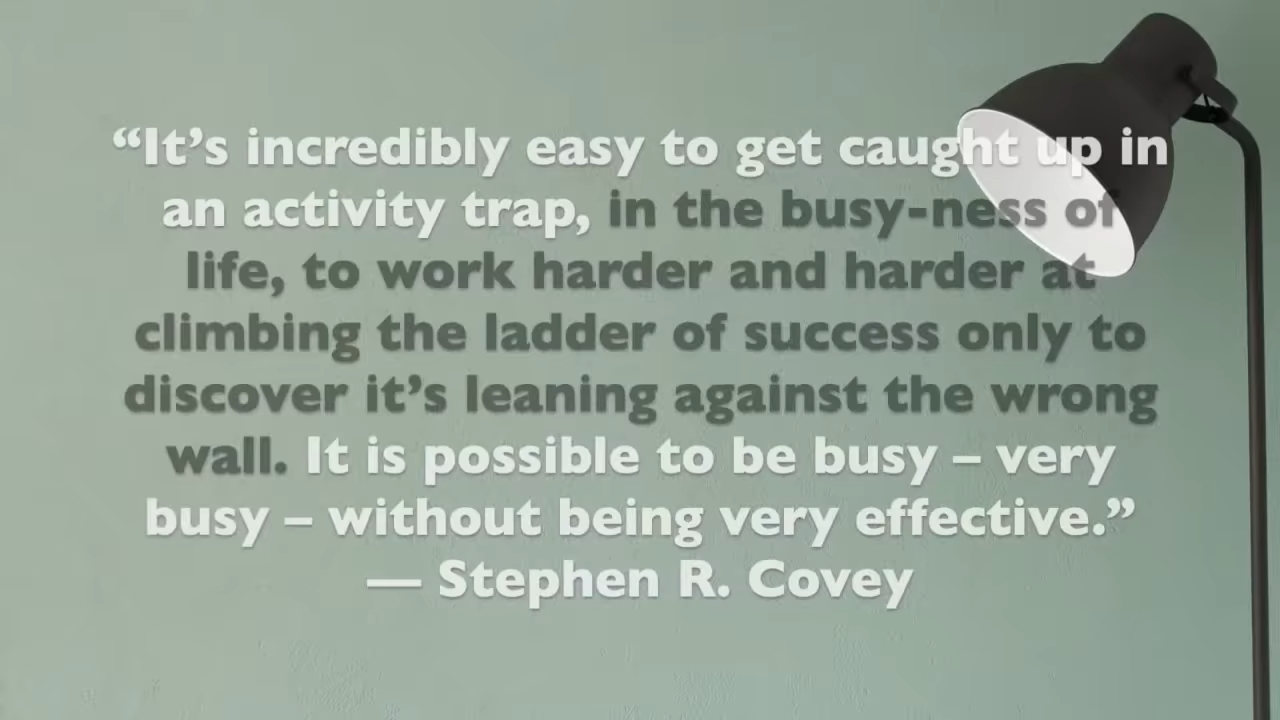 “It’s incredibly easy to get caught up in
an activity trap, in the busy-ness of
life, to work harder and harder at
climbing the ladder of success only to
discover it’s leaning against the wrong
wall. It is possible to be busy – very
busy – without being very effective.”
— Stephen R. Covey